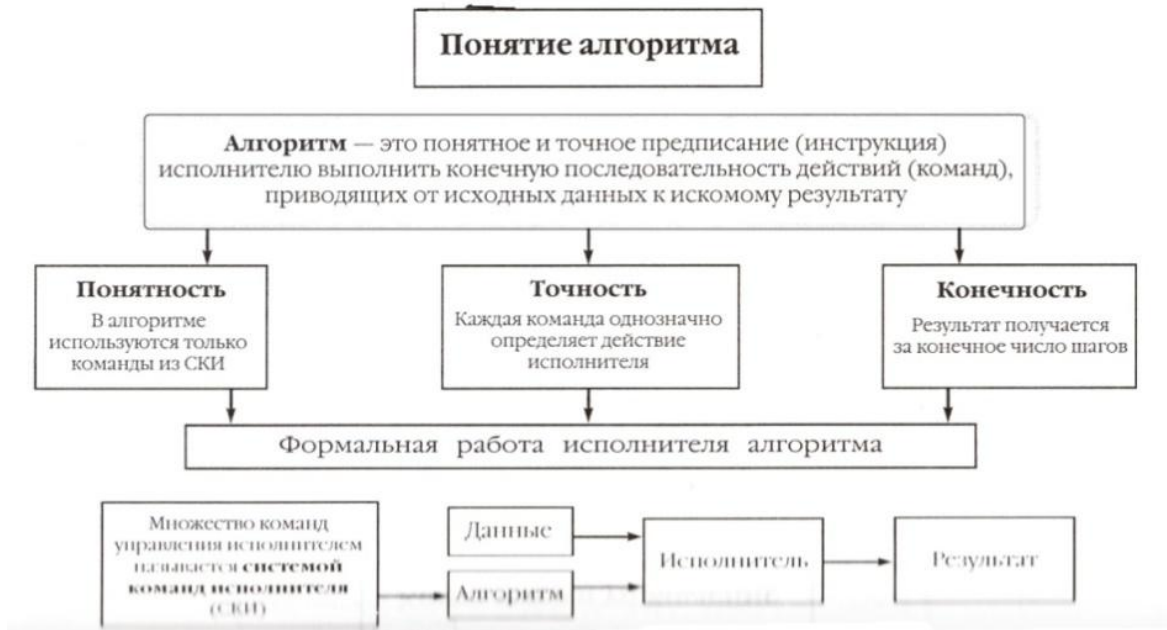 Понятие алгоритма
Алгоритм — это понятное и точное предписание (инструкция)
исполнителю выполнить конечную последовательность действий (команд),
приводящих от исходных данных к искомому результату
Понятность
В алгоритме
используются только
команды из СКИ
Точность
Каждая команда однозначно
определяет действие
исполнителя
Конечность
Результат получается
за конечное число шагов
Формальная работа исполнителя алгоритма
Множество команд
управления исполнителем
называется системой
команд исполнителя
(СКИ)
Данные
Алгоритм
Исполнитель
Результат